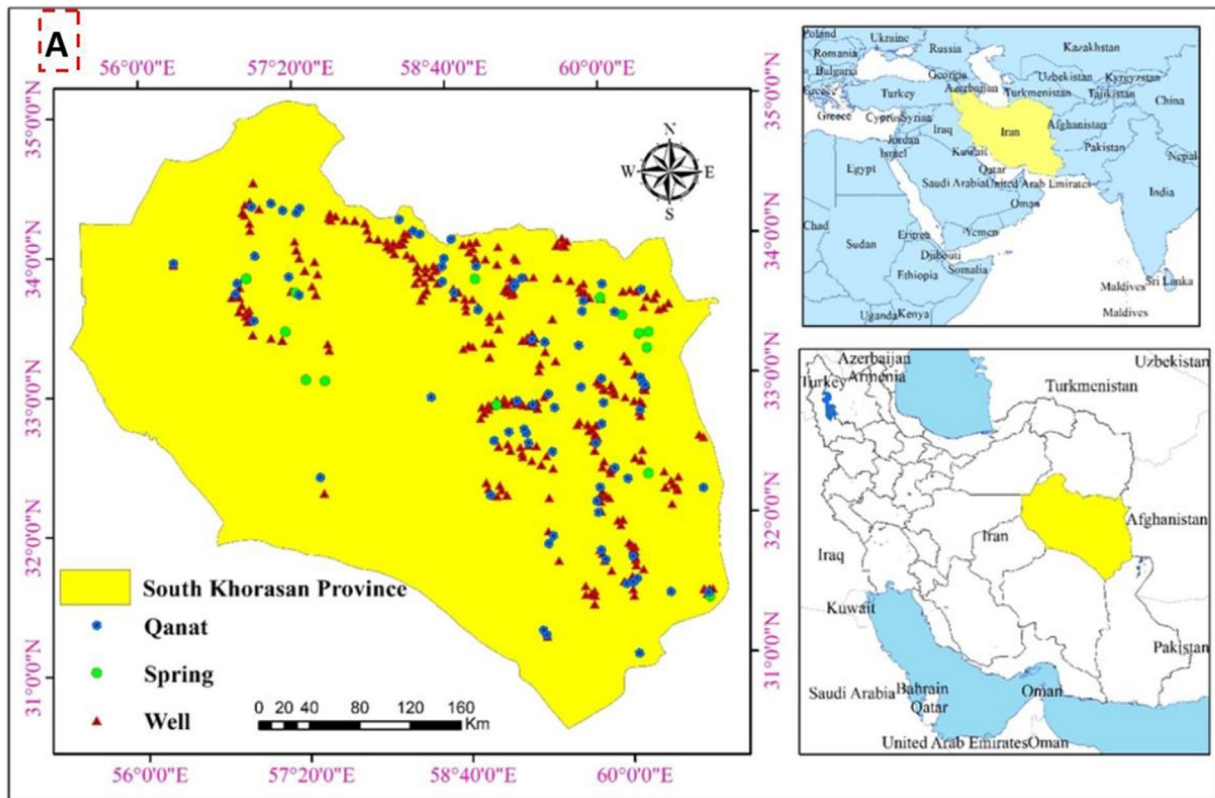 A
56°0'0"E 57°20'0"E 58°40'0"E 60°0'0"E
35°0'0"N
34°0'0"N
33°0'0"N
32°0'0"N
31°0'0"N
N
W E
S
35°0'0"N
34°0'0"N
33°0'0"N
32°0'0"N
31°0'0"N
South Khorasan Province
Qanat
Spring
Well
0 20 40 80 120 160
Km
56°0'0"E 57°20'0"E 58°40'0"E 60°0'0"E
Poland
Ukraine
Romania
Russia
Kazakhstan
Bulgaria
Georgia
Uzbekistan
Kyrgyzstan
Greece
Turkey
Azerbaijan
Turkmenistan
Tajikistan
China
Greece
Cyprus
Syrian
Iraq
Iran
Afghanistan
Jordan
Israel
Kuwait
Pakistan
Nepal
Egypt
Qatar
Saudi Arabia
United Arab Emirates
India
Oman
Chad
Sudan
Eritrea
Yemen
Djibouti
Ethiopia
Somalia
Maldives
Sri Lanka
Uganda
Kenya
Maldives
Azerbaijan
Uzbekistan
Turkey
Armenia
Turkmenistan
Afghanistan
Iraq
Iran
Kuwait
Pakistan
Saudi Arabia
Bahrain
Oman
Qatar
United Arab Emirates
Oman